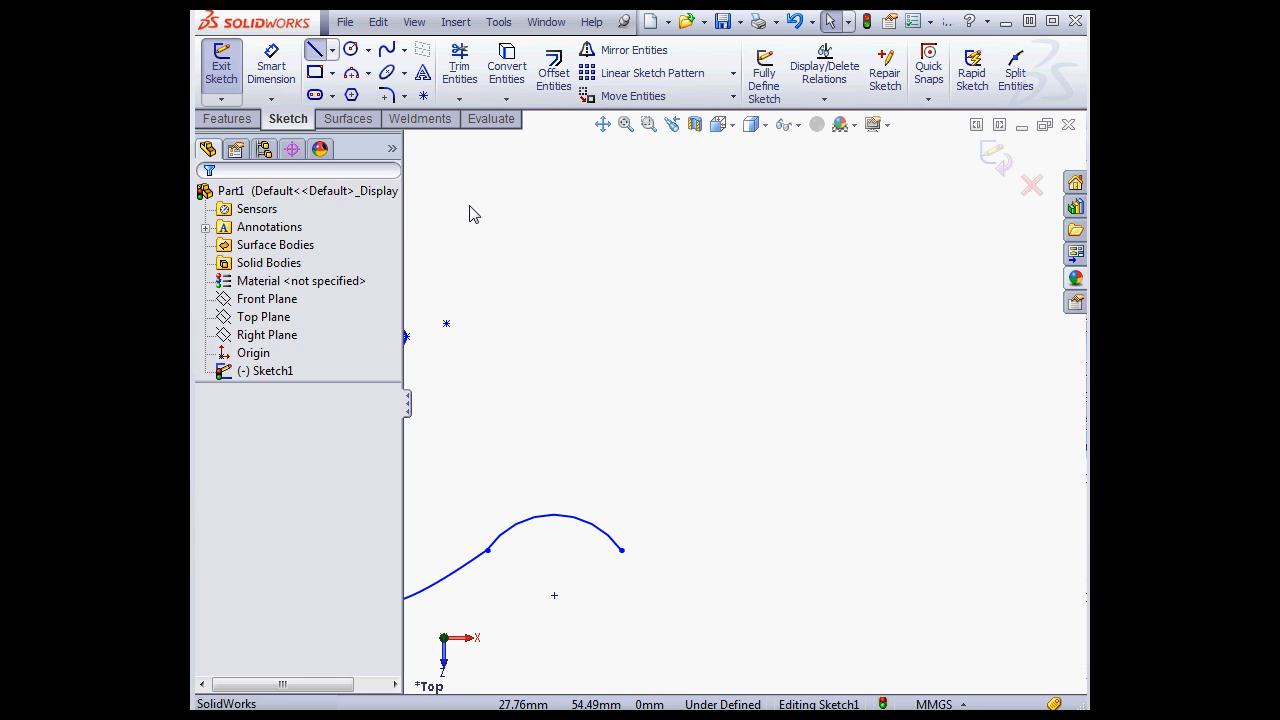 SOLIDWORKS File Edit View Insert Tools Window Help
Exit Sketch
Smart Dimension
Trim Entities
Convert Entities
Offset Entities
Mirror Entities
Linear Sketch Pattern
Move Entities
Fully Define Sketch
Display/Delete Relations
Repair Sketch
Quick Snaps
Rapid Sketch
Split Entities
Features Sketch Surfaces Weldments Evaluate
Part1 (Default<<Default>_Display
Sensors
Annotations
Surface Bodies
Solid Bodies
Material <not specified>
Front Plane
Top Plane
Right Plane
Origin
(-) Sketch1
X
Z
*Top
SolidWorks 27.76mm 54.49mm 0mm Under Defined Editing Sketch1 MMGS